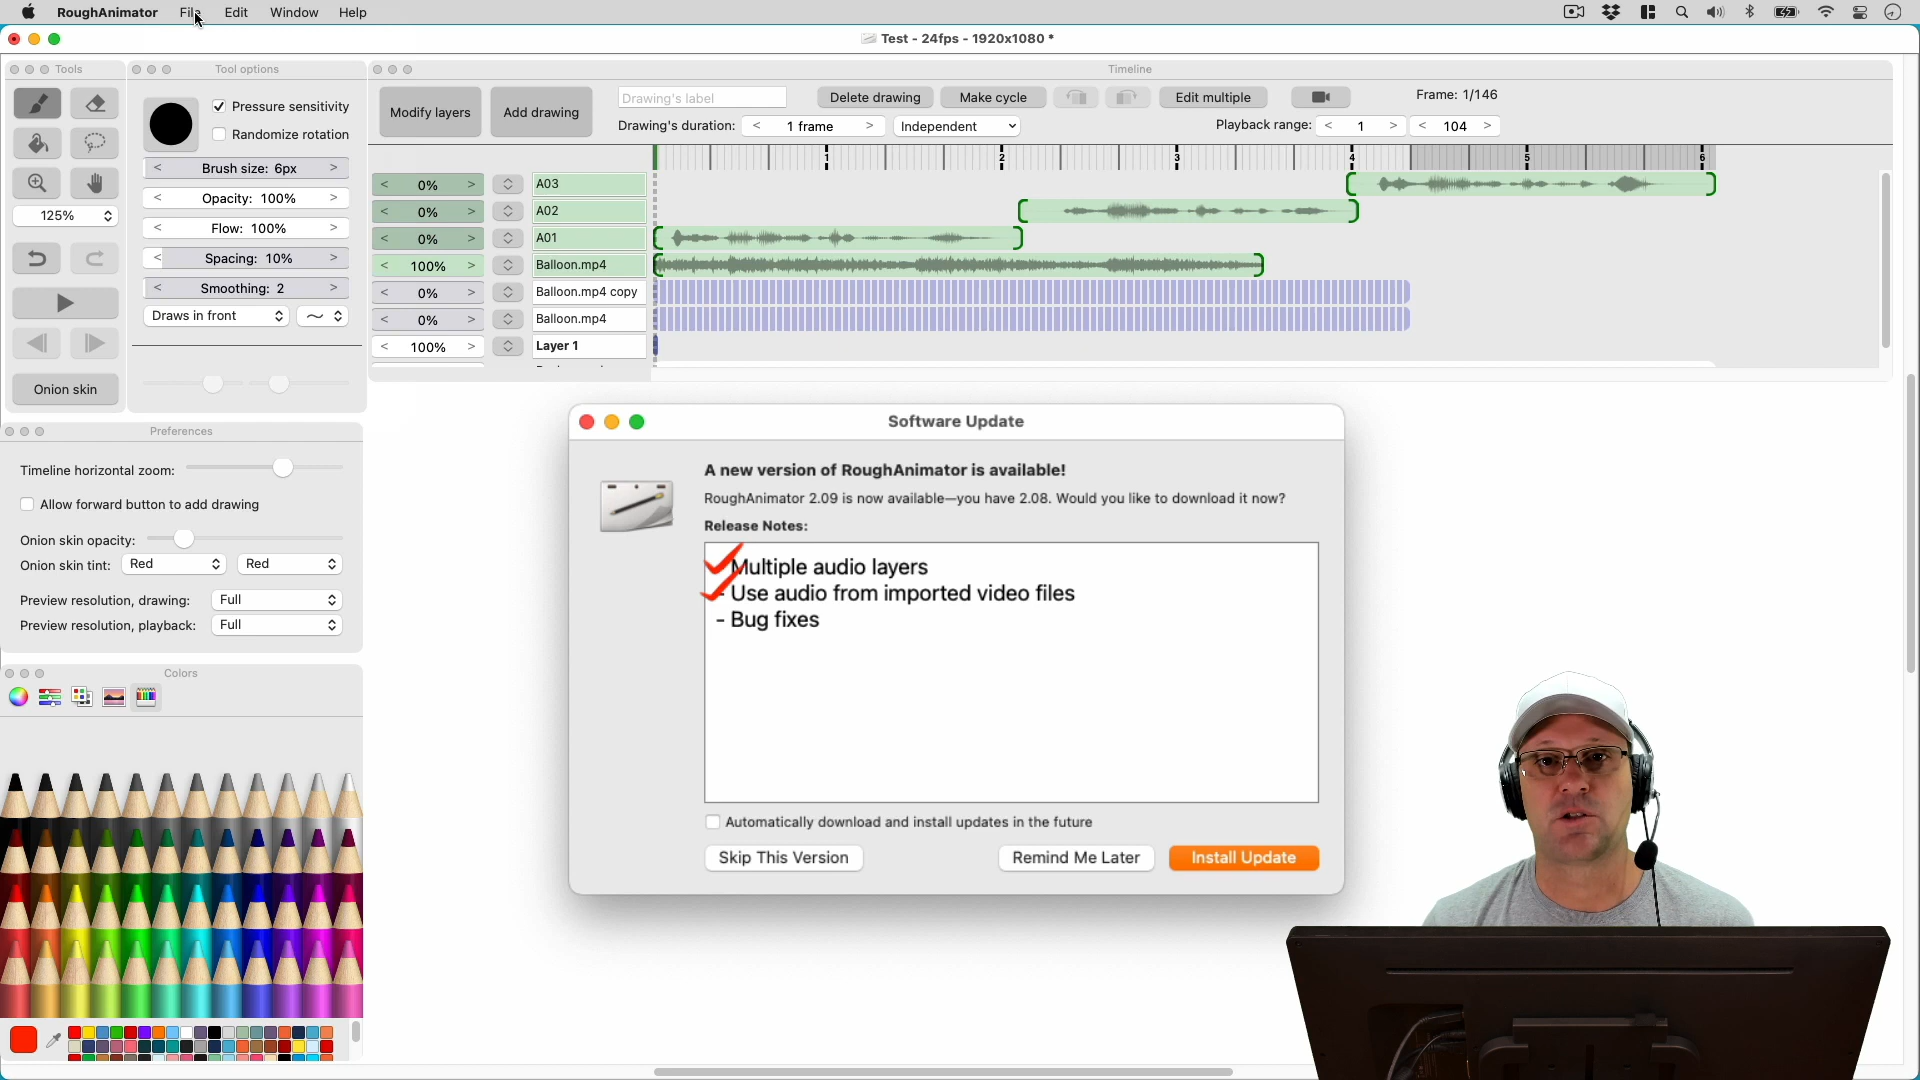 RoughAnimator File Edit Window Help
Test - 24fps - 1920x1080 *
Tools
Tool options
Timeline
Pressure sensitivity
Randomize rotation
Brush size: 6px
Opacity: 100%
Flow: 100%
Spacing: 10%
Smoothing: 2
Draws in front
125%
Onion skin
Modify layers
Add drawing
Drawing's label
Delete drawing
Make cycle
Edit multiple
Frame: 1/146
Drawing's duration: < 1 frame >
Independent
Playback range: < 1 > < 104 >
1 2 3 4 5 6
< 0% > A03
< 0% > A02
< 0% > A01
< 100% > Balloon.mp4
< 0% > Balloon.mp4 copy
< 0% > Balloon.mp4
< 100% > Layer 1
Preferences
Timeline horizontal zoom:
Allow forward button to add drawing
Onion skin opacity:
Onion skin tint: Red Red
Preview resolution, drawing: Full
Preview resolution, playback: Full
Colors
Software Update
A new version of RoughAnimator is available!
RoughAnimator 2.09 is now available—you have 2.08. Would you like to download it now?
Release Notes:
Multiple audio layers
- Use audio from imported video files
- Bug fixes
Automatically download and install updates in the future
Skip This Version
Remind Me Later
Install Update